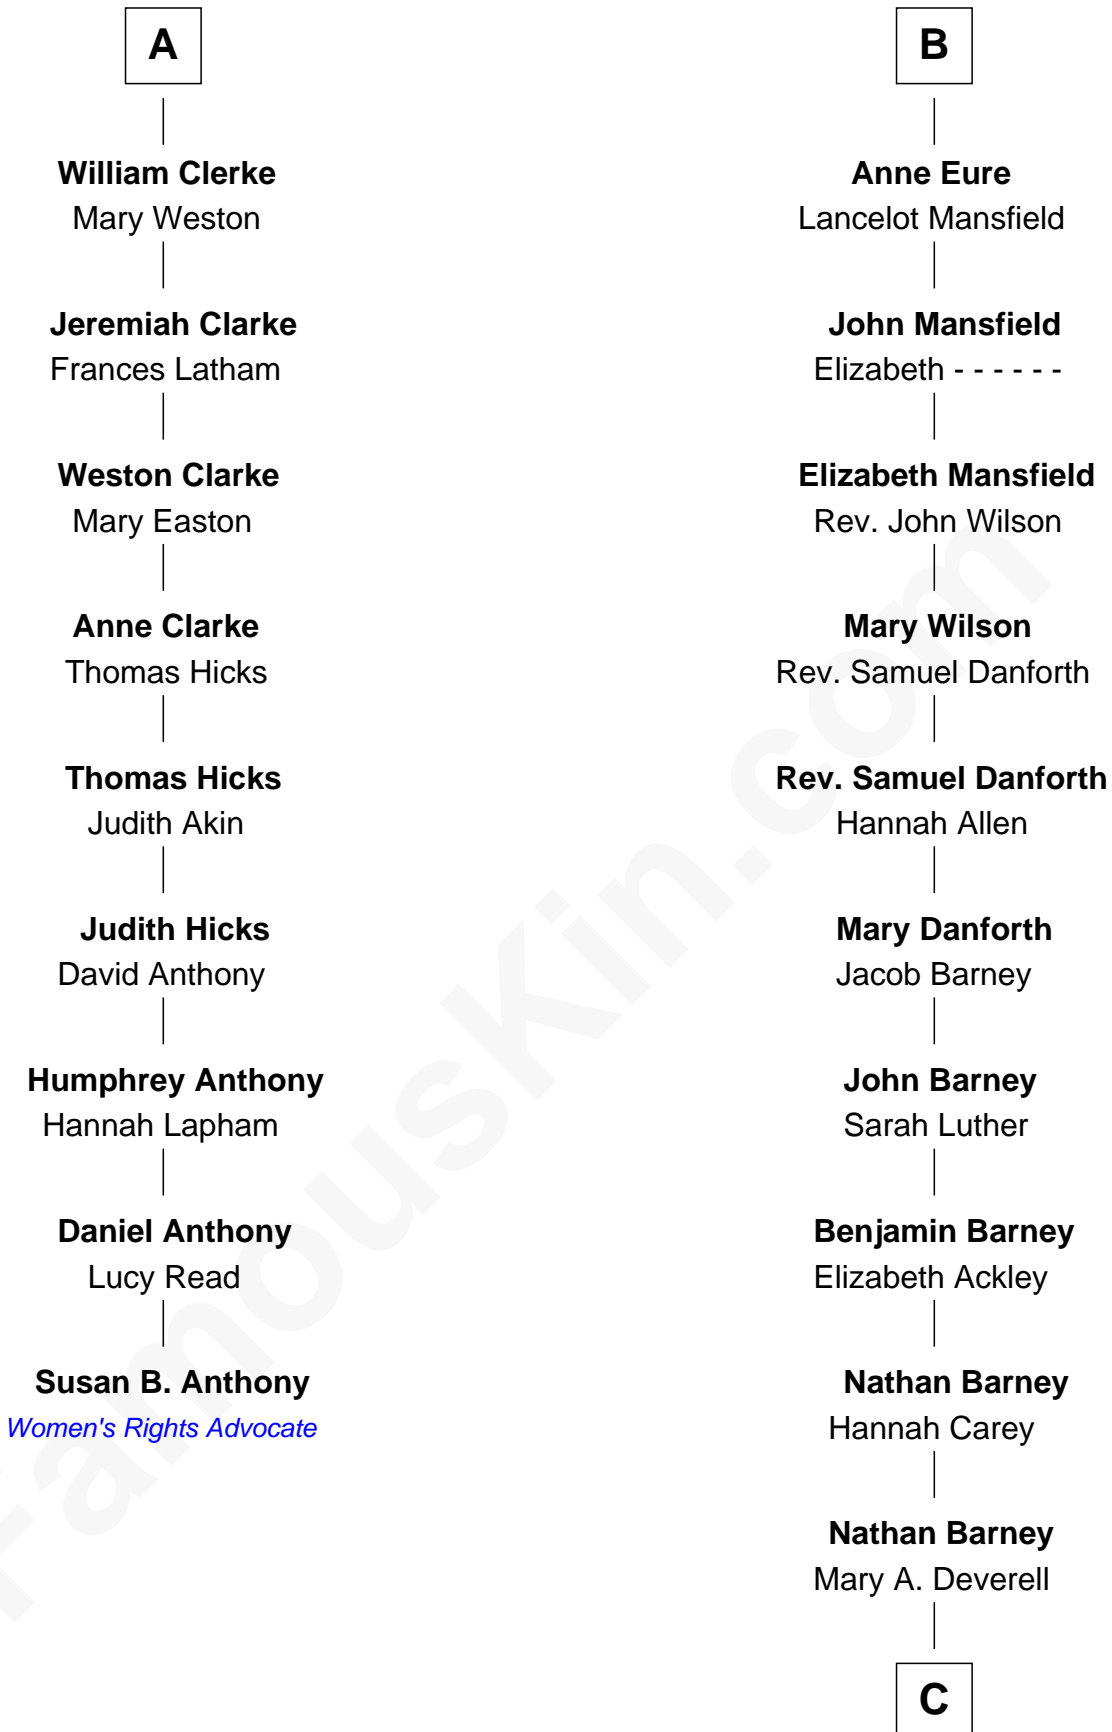 A
William Clerke
Mary Weston
Jeremiah Clarke
Frances Latham
Weston Clarke
Mary Easton
Anne Clarke
Thomas Hicks
Thomas Hicks
Judith Akin
Judith Hicks
David Anthony
Humphrey Anthony
Hannah Lapham
Daniel Anthony
Lucy Read
Susan B. Anthony
Women's Rights Advocate
B
Anne Eure
Lancelot Mansfield
John Mansfield
Elizabeth - - - - - -
Elizabeth Mansfield
Rev. John Wilson
Mary Wilson
Rev. Samuel Danforth
Rev. Samuel Danforth
Hannah Allen
Mary Danforth
Jacob Barney
John Barney
Sarah Luther
Benjamin Barney
Elizabeth Ackley
Nathan Barney
Hannah Carey
Nathan Barney
Mary A. Deverell
C
FamousKin.com